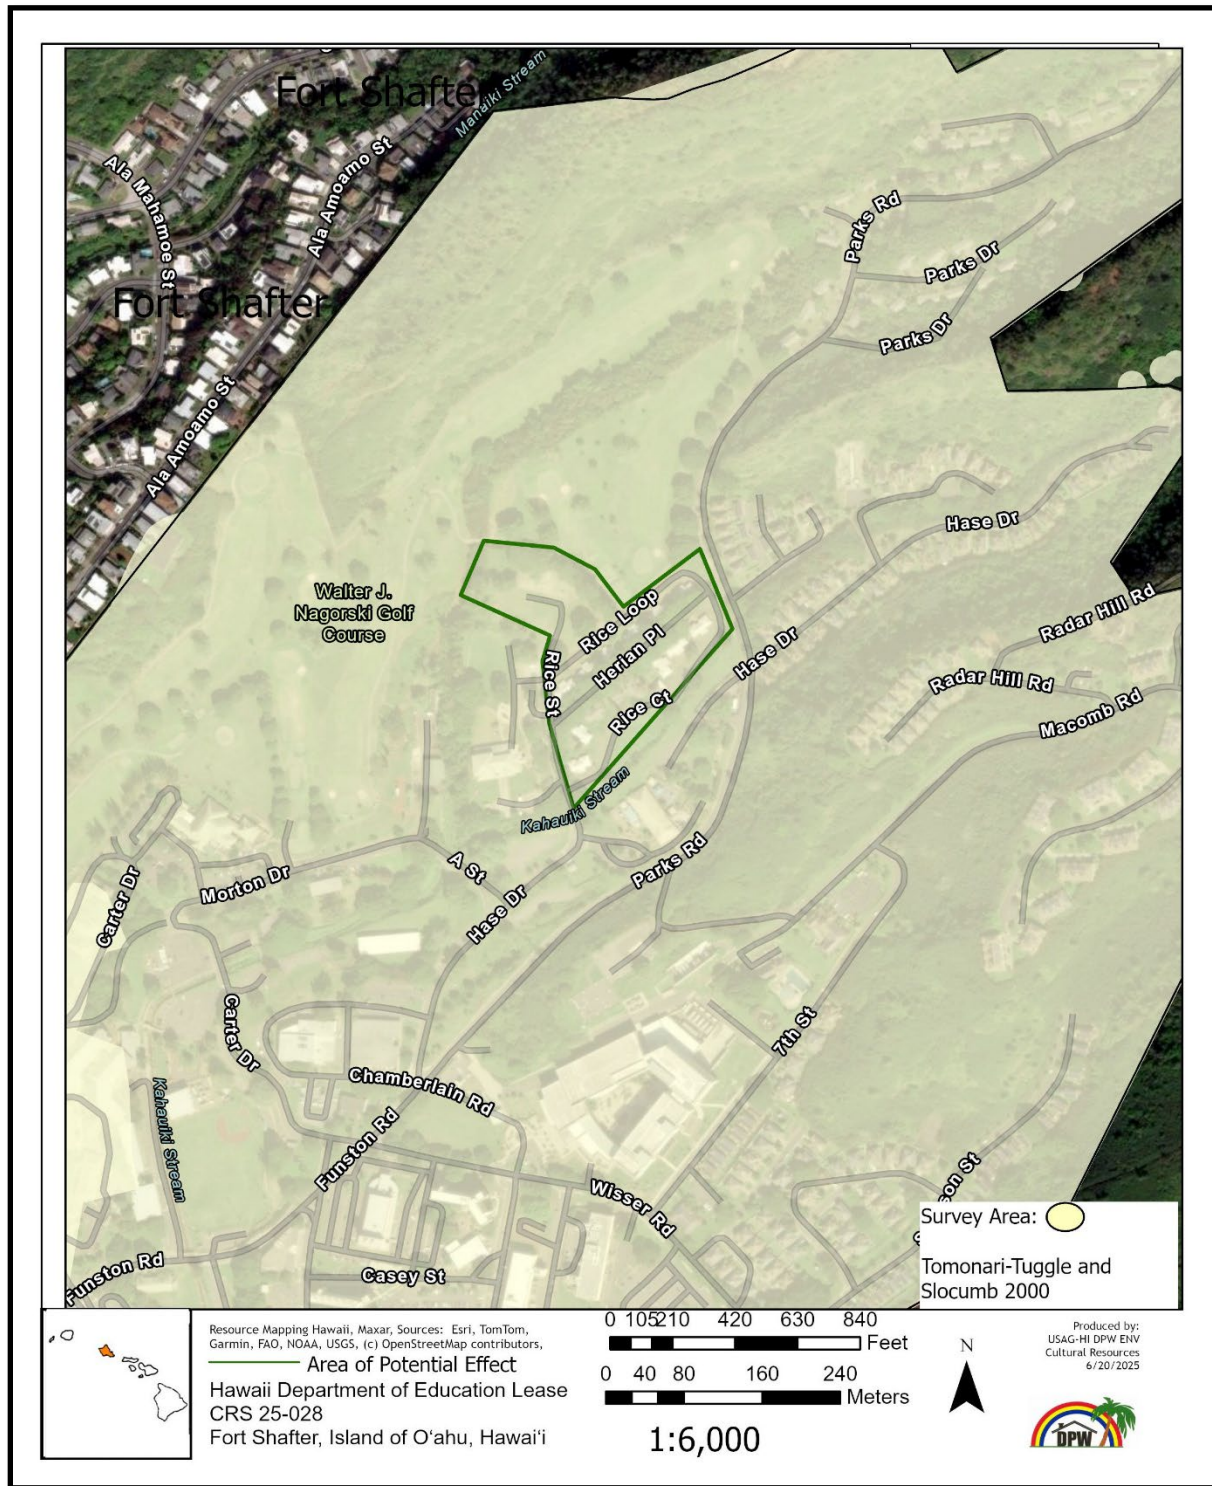 Fort Shafter
Manaiki Stream
Ala Mahamoe St
Ala Amoamo St
Fort Shafter
Ala Amoamo St
Parks Rd
Parks Dr
Parks Dr
Hase Dr
Walter J.
Nagorski Golf
Course
Rice Loop
Herian Pl
Rice St
Rice Ct
Hase Dr
Radar Hill Rd
Radar Hill Rd
Macomb Rd
Kahauiki Stream
Parks Rd
A St
Morton Dr
Hase Dr
Carter Dr
Carter Dr
7th St
Chamberlain Rd
Kahauiki Stream
Funston Rd
Wisser Rd
son St
Funston Rd
Casey St
Survey Area:
Tomonari-Tuggle and
Slocumb 2000
Resource Mapping Hawaii, Maxar, Sources: Esri, TomTom,
Garmin, FAO, NOAA, USGS, (c) OpenStreetMap contributors,
Area of Potential Effect
Hawaii Department of Education Lease
CRS 25-028
Fort Shafter, Island of Oʻahu, Hawaiʻi
0 105 210 420 630 840
Feet
0 40 80 160 240
Meters
1:6,000
N
Produced by:
USAG-HI DPW ENV
Cultural Resources
6/20/2025
DPW